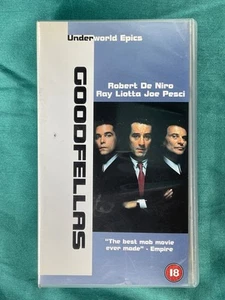 Underworld Epics
GOODFELLAS
Robert De Niro
Ray Liotta Joe Pesci
"The best mob movie
ever made" - Empire
18